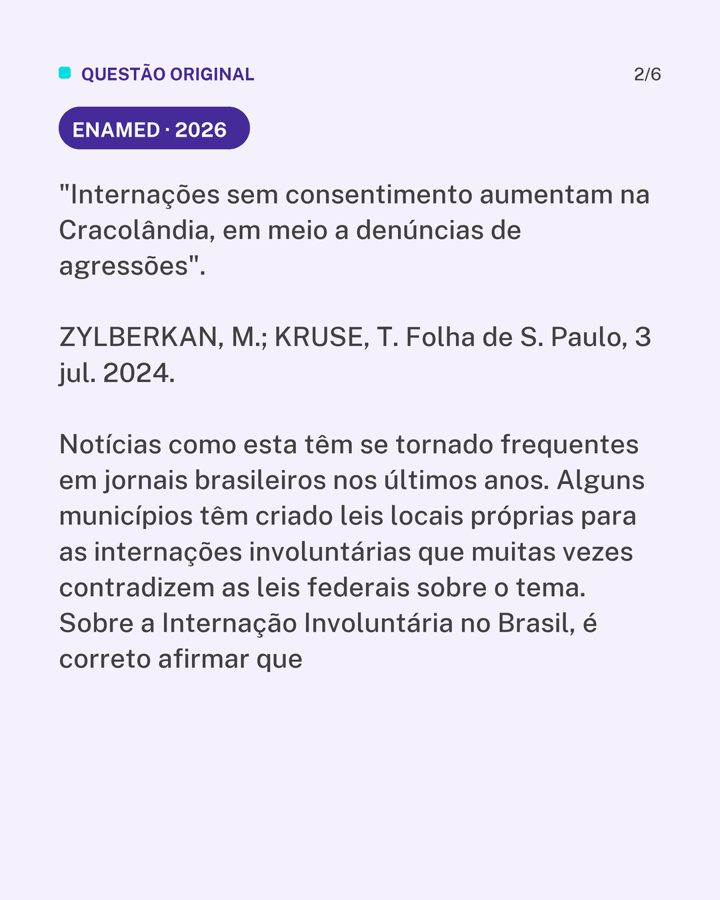 QUESTÃO ORIGINAL
2/6
ENAMED · 2026
"Internações sem consentimento aumentam na
Cracolândia, em meio a denúncias de
agressões".
ZYLBERKAN, M.; KRUSE, T. Folha de S. Paulo, 3
jul. 2024.
Notícias como esta têm se tornado frequentes
em jornais brasileiros nos últimos anos. Alguns
municípios têm criado leis locais próprias para
as internações involuntárias que muitas vezes
contradizem as leis federais sobre o tema.
Sobre a Internação Involuntária no Brasil, é
correto afirmar que